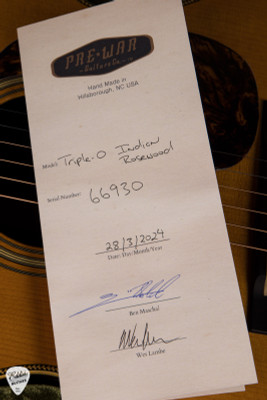 PRE-WAR
Guitars Co.
Hand Made in
Hillsborough, NC USA
Model: Triple-O Indian
Rosewood
Serial Number: 66930
28/3/2024
Date: Day/Month/Year
Ben Maschal
Wes Lambe